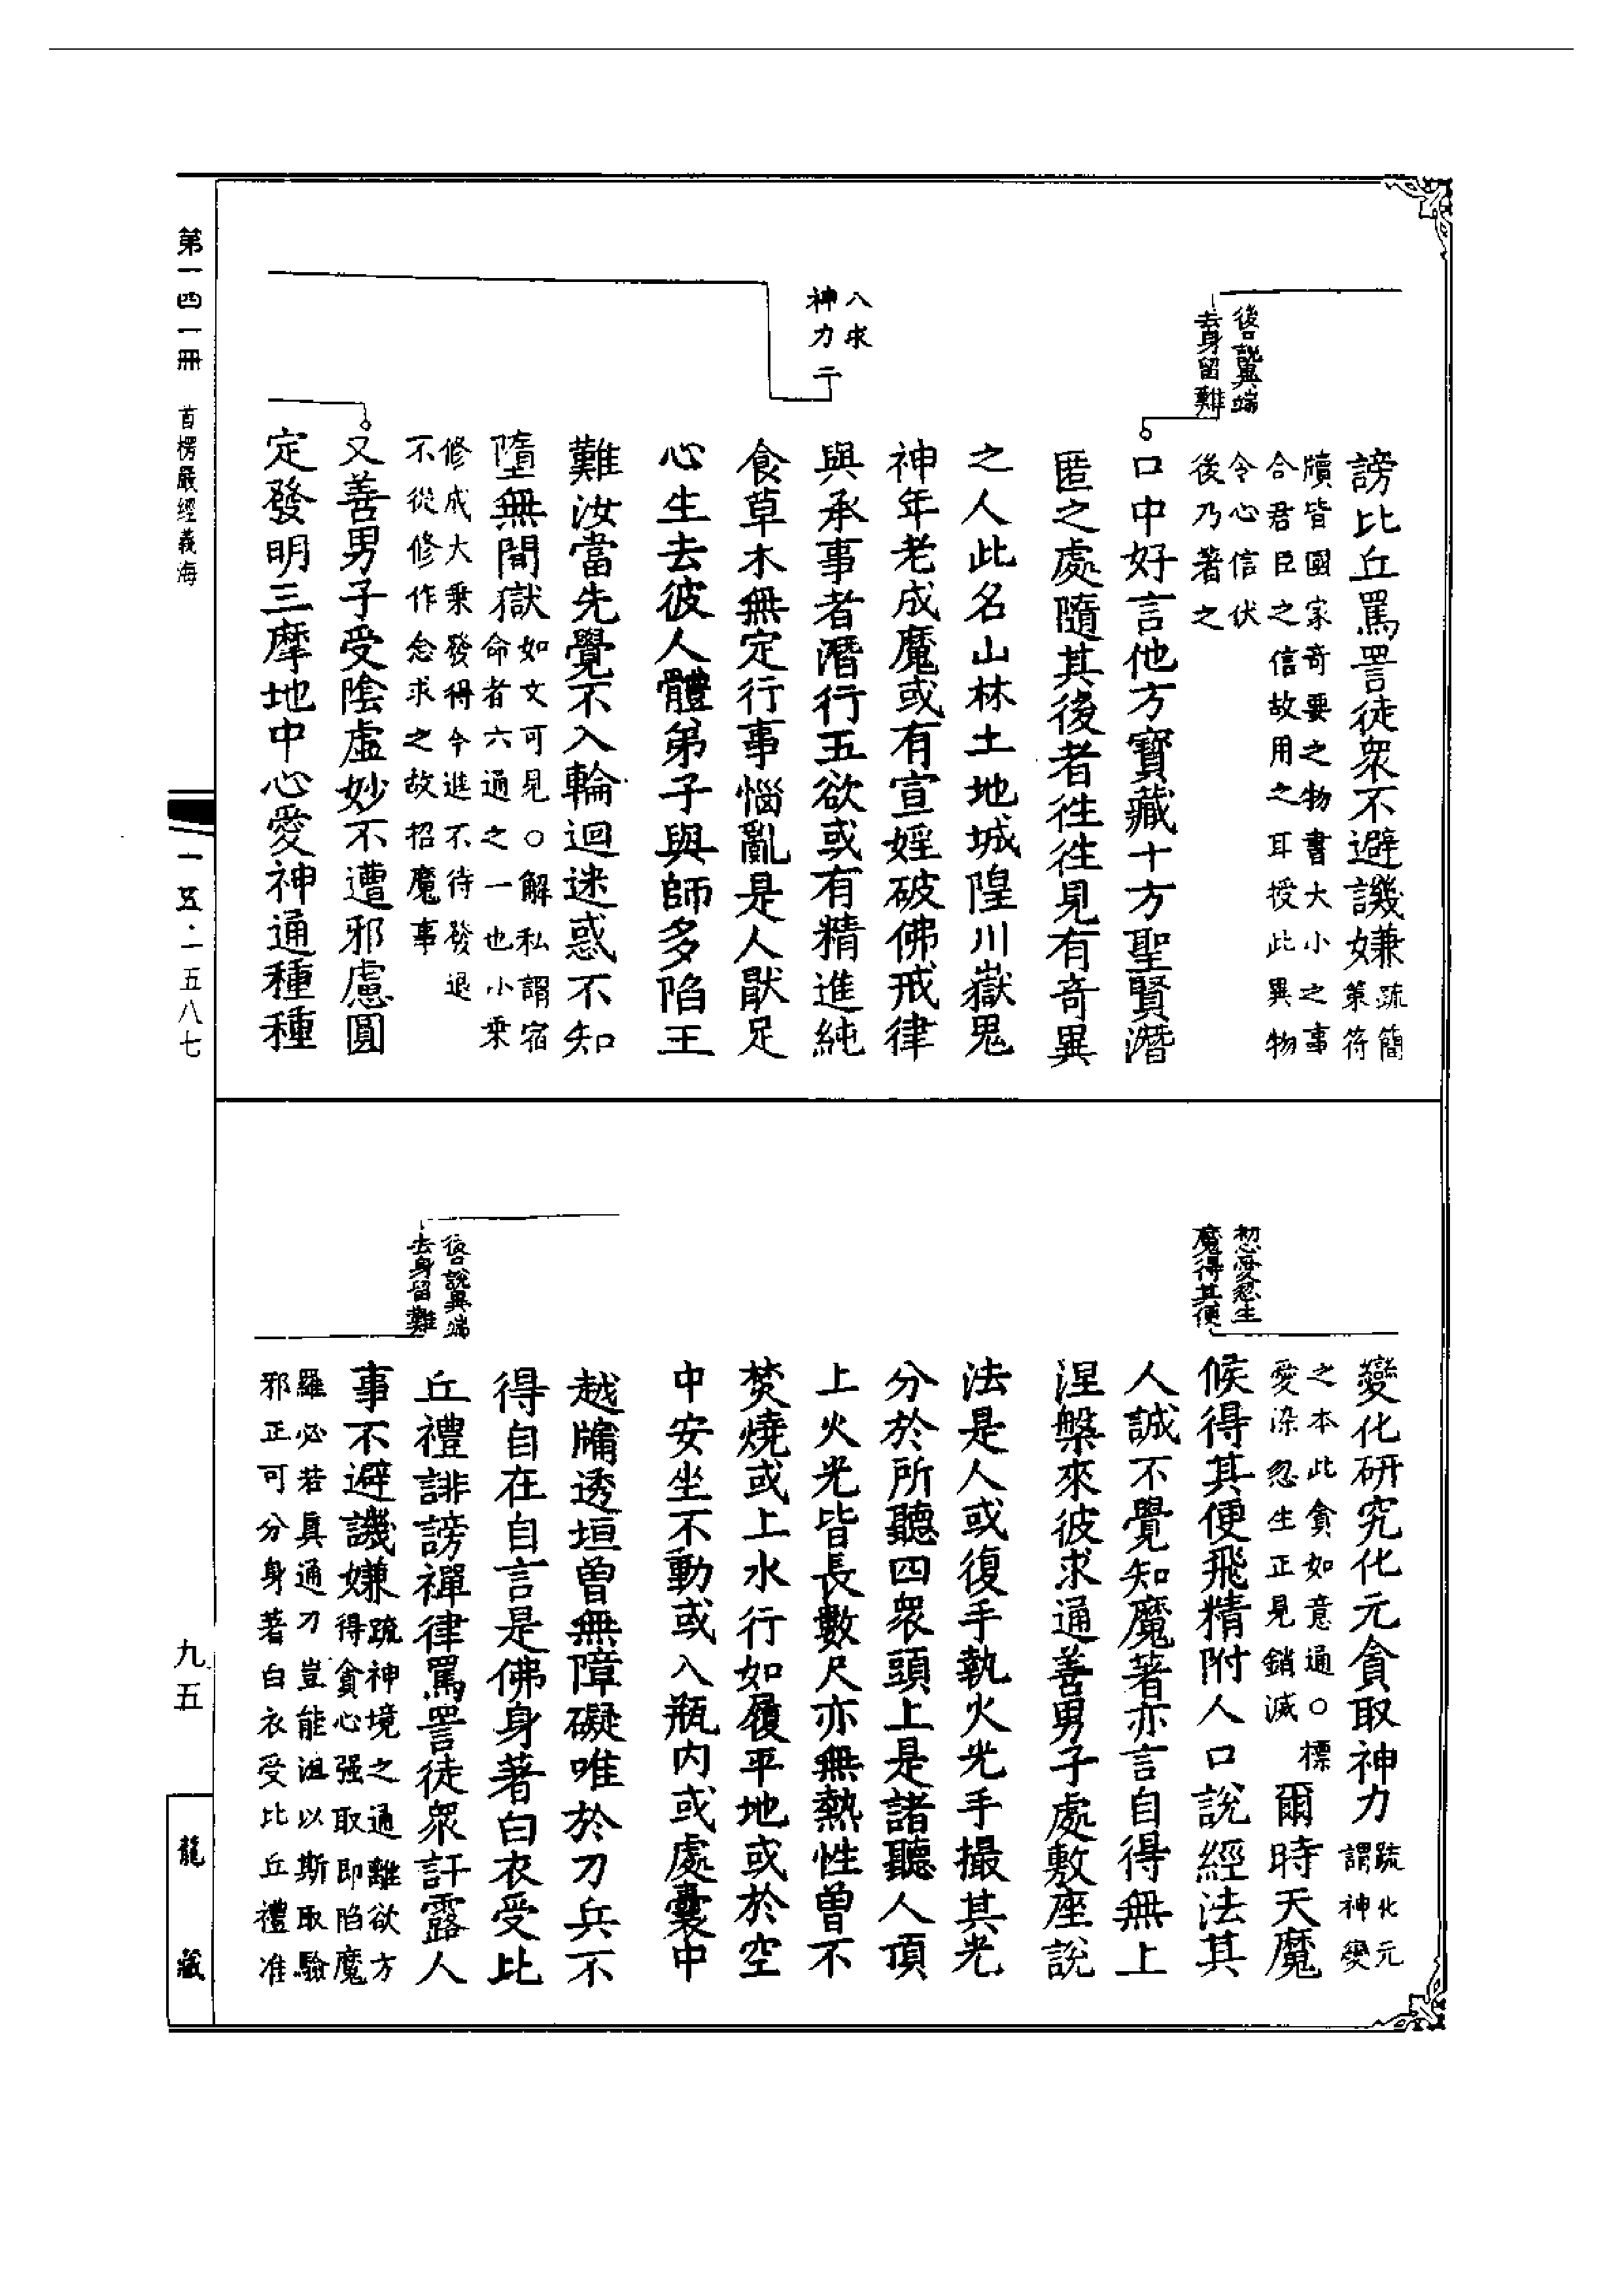 後口說異端
去身留難
謗比丘罵詈徒衆不避譏嫌疏簡策符
牘皆國家奇要之物書大小之事
合君臣之信故用之耳授此異物
令心信伏
後乃著之
口中好言他方寶藏十方聖賢潛
匿之處隨其後者往往見有奇異
之人此名山林土地城隍川嶽鬼
神年老成魔或有宣婬破佛戒律
與承事者潛行五欲或有精進純
食草木無定行事惱亂是人厭足
心生去彼人體弟子與師多陷王
難汝當先覺不入輪迴迷惑不知
墮無間獄如文可見○解私謂宿
命者六通之一也小乘
修成大乘發得今進不待發退
不從修作念求之故招魔事
八求
神力二
又善男子受陰虛妙不遭邪慮圓
定發明三摩地中心愛神通種種
初愛忽生
魔得其便
變化研究化元貪取神力疏化元謂神變
之本此貪如意通○標
愛染忽生正見銷滅
爾時天魔
候得其便飛精附人口說經法其
人誠不覺知魔著亦言自得無上
涅槃來彼求通善男子處敷座說
法是人或復手執火光手撮其光
分於所聽四衆頭上是諸聽人頂
上火光皆長數尺亦無熱性曾不
焚燒或上水行如履平地或於空
中安坐不動或入瓶內或處囊中
後口說異端
去身留難
越牖透垣曾無障礙唯於刀兵不
得自在自言是佛身著白衣受比
丘禮誹謗禪律罵詈徒衆訐露人
事不避譏嫌疏神境之通離欲方
得貪心强取即陷魔
羅必若眞通刀豈能沮以斯取驗
邪正可分身著白衣受比丘禮准
第一四一冊　首楞嚴經義海
一一五·一五八七
九五
龍藏